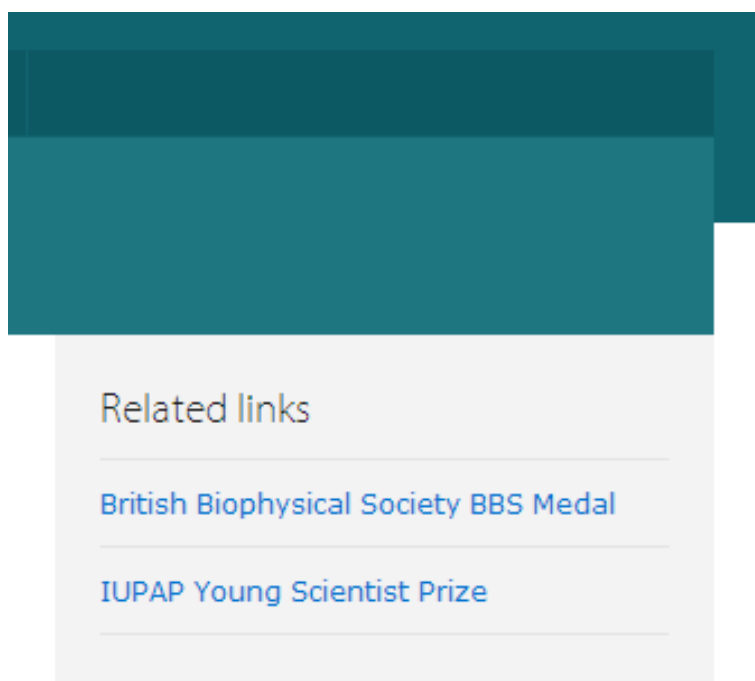 Related links
British Biophysical Society BBS Medal
IUPAP Young Scientist Prize